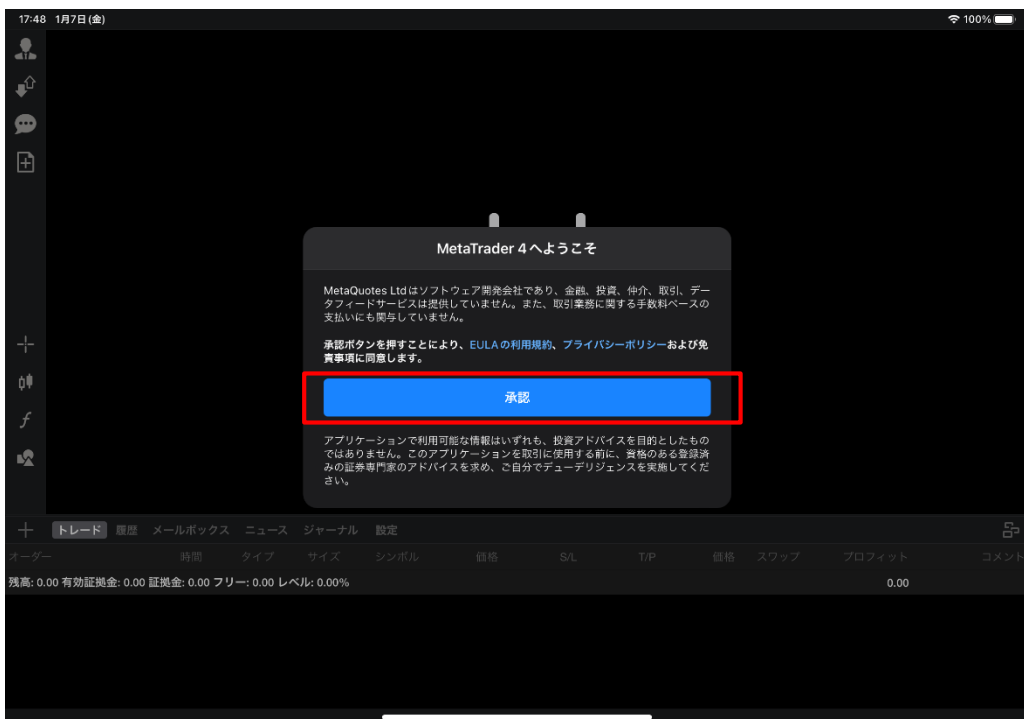 17:48 1月7日(金)
100%
MetaTrader 4へようこそ
MetaQuotes Ltdはソフトウェア開発会社であり、金融、投資、仲介、取引、デー
タフィードサービスは提供していません。また、取引業務に関する手数料ベースの
支払いにも関与していません。
承認ボタンを押すことにより、EULAの利用規約、プライバシーポリシーおよび免
責事項に同意します。
承認
アプリケーションで利用可能な情報はいずれも、投資アドバイスを目的としたもの
ではありません。このアプリケーションを取引に使用する前に、資格のある登録済
みの証券専門家のアドバイスを求め、ご自分でデューデリジェンスを実施してくだ
さい。
トレード 履歴 メールボックス ニュース ジャーナル 設定
オーダー 時間 タイプ サイズ シンボル 価格 S/L T/P 価格 スワップ プロフィット コメント
残高: 0.00 有効証拠金: 0.00 証拠金: 0.00 フリー: 0.00 レベル: 0.00% 0.00